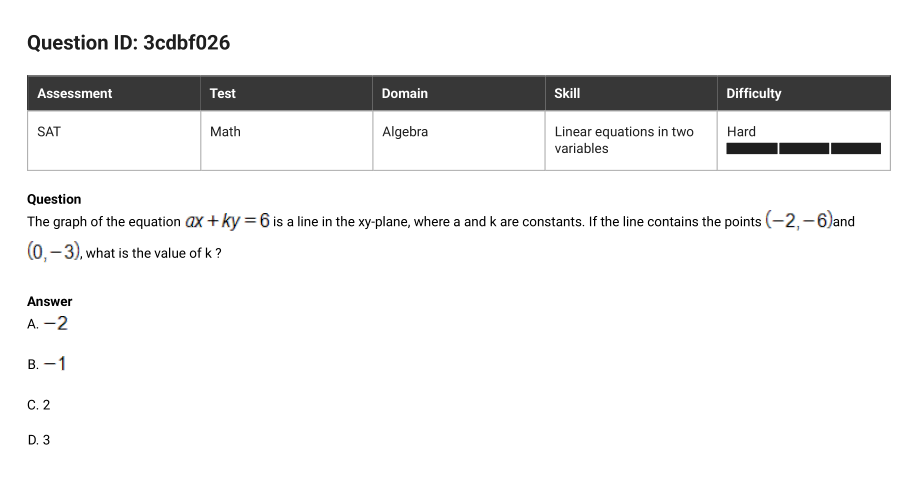 Question ID: 3cdbf026
Assessment Test Domain Skill Difficulty
SAT Math Algebra Linear equations in two variables Hard
Question
The graph of the equation ax + ky = 6 is a line in the xy-plane, where a and k are constants. If the line contains the points (−2, −6)and
(0, −3), what is the value of k ?
Answer
A. −2
B. −1
C. 2
D. 3